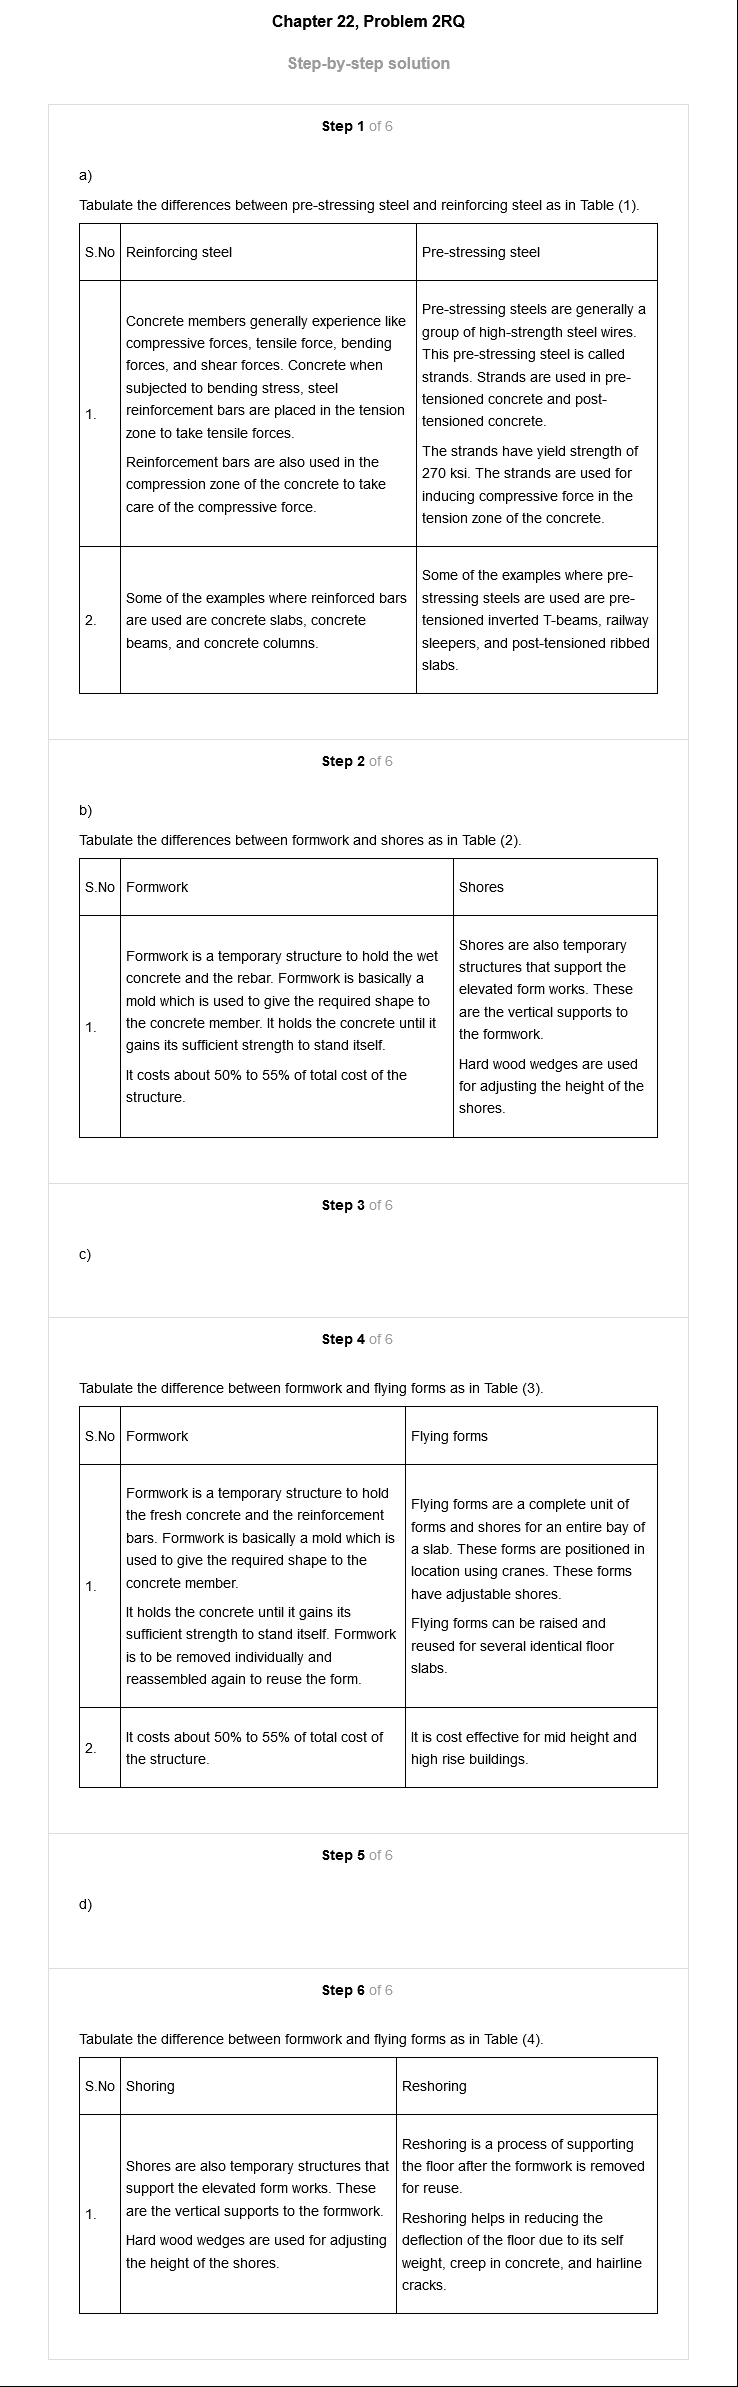 Chapter 22, Problem 2RQ
Step-by-step solution
Step 1 of 6
a)
Tabulate the differences between pre-stressing steel and reinforcing steel as in Table (1).
S.No
Reinforcing steel
Pre-stressing steel
1.
Concrete members generally experience like
compressive forces, tensile force, bending
forces, and shear forces. Concrete when
subjected to bending stress, steel
reinforcement bars are placed in the tension
zone to take tensile forces.
Reinforcement bars are also used in the
compression zone of the concrete to take
care of the compressive force.
Pre-stressing steels are generally a
group of high-strength steel wires.
This pre-stressing steel is called
strands. Strands are used in pre-
tensioned concrete and post-
tensioned concrete.
The strands have yield strength of
270 ksi. The strands are used for
inducing compressive force in the
tension zone of the concrete.
2.
Some of the examples where reinforced bars
are used are concrete slabs, concrete
beams, and concrete columns.
Some of the examples where pre-
stressing steels are used are pre-
tensioned inverted T-beams, railway
sleepers, and post-tensioned ribbed
slabs.
Step 2 of 6
b)
Tabulate the differences between formwork and shores as in Table (2).
S.No
Formwork
Shores
1.
Formwork is a temporary structure to hold the wet
concrete and the rebar. Formwork is basically a
mold which is used to give the required shape to
the concrete member. It holds the concrete until it
gains its sufficient strength to stand itself.
It costs about 50% to 55% of total cost of the
structure.
Shores are also temporary
structures that support the
elevated form works. These
are the vertical supports to
the formwork.
Hard wood wedges are used
for adjusting the height of the
shores.
Step 3 of 6
c)
Step 4 of 6
Tabulate the difference between formwork and flying forms as in Table (3).
S.No
Formwork
Flying forms
1.
Formwork is a temporary structure to hold
the fresh concrete and the reinforcement
bars. Formwork is basically a mold which is
used to give the required shape to the
concrete member.
It holds the concrete until it gains its
sufficient strength to stand itself. Formwork
is to be removed individually and
reassembled again to reuse the form.
Flying forms are a complete unit of
forms and shores for an entire bay of
a slab. These forms are positioned in
location using cranes. These forms
have adjustable shores.
Flying forms can be raised and
reused for several identical floor
slabs.
2.
It costs about 50% to 55% of total cost of
the structure.
It is cost effective for mid height and
high rise buildings.
Step 5 of 6
d)
Step 6 of 6
Tabulate the difference between formwork and flying forms as in Table (4).
S.No
Shoring
Reshoring
1.
Shores are also temporary structures that
support the elevated form works. These
are the vertical supports to the formwork.
Hard wood wedges are used for adjusting
the height of the shores.
Reshoring is a process of supporting
the floor after the formwork is removed
for reuse.
Reshoring helps in reducing the
deflection of the floor due to its self
weight, creep in concrete, and hairline
cracks.